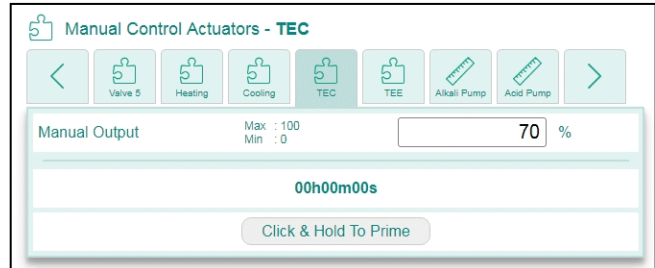 Manual Control Actuators - TEC
Valve 5 Heating Cooling TEC TEE Alkali Pump Acid Pump
Manual Output Max : 100 70 %
Min : 0
00h00m00s
Click & Hold To Prime